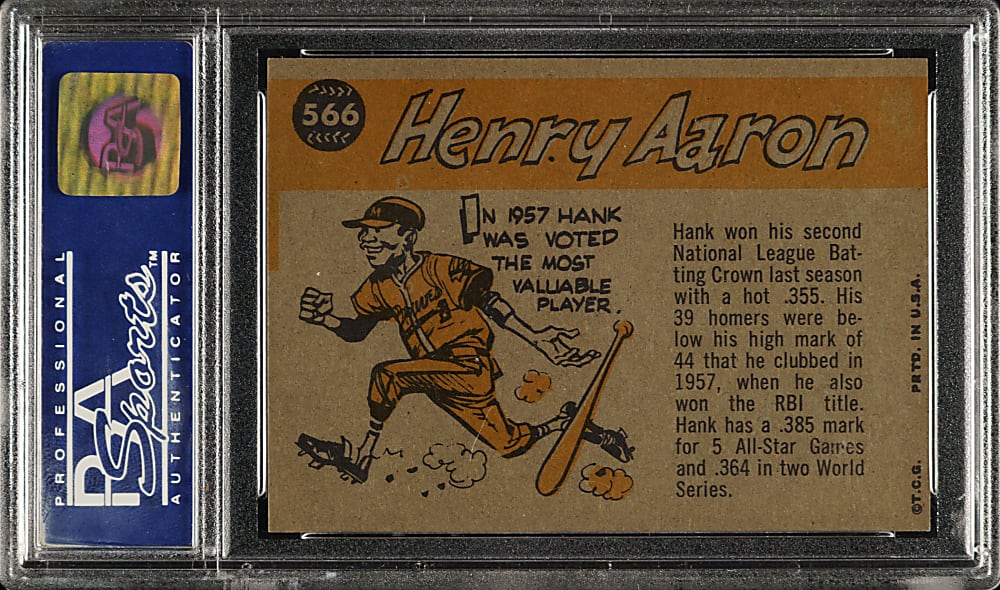 PSA
PROFESSIONAL
PSA
Sports™
AUTHENTICATOR
566
Henry Aaron
IN 1957 HANK
WAS VOTED
THE MOST
VALUABLE
PLAYER.
M
Braves
Hank won his second
National League Bat-
ting Crown last season
with a hot .355. His
39 homers were be-
low his high mark of
44 that he clubbed in
1957, when he also
won the RBI title.
Hank has a .385 mark
for 5 All-Star Games
and .364 in two World
Series.
©T.C.G.
PRTD. IN U.S.A.